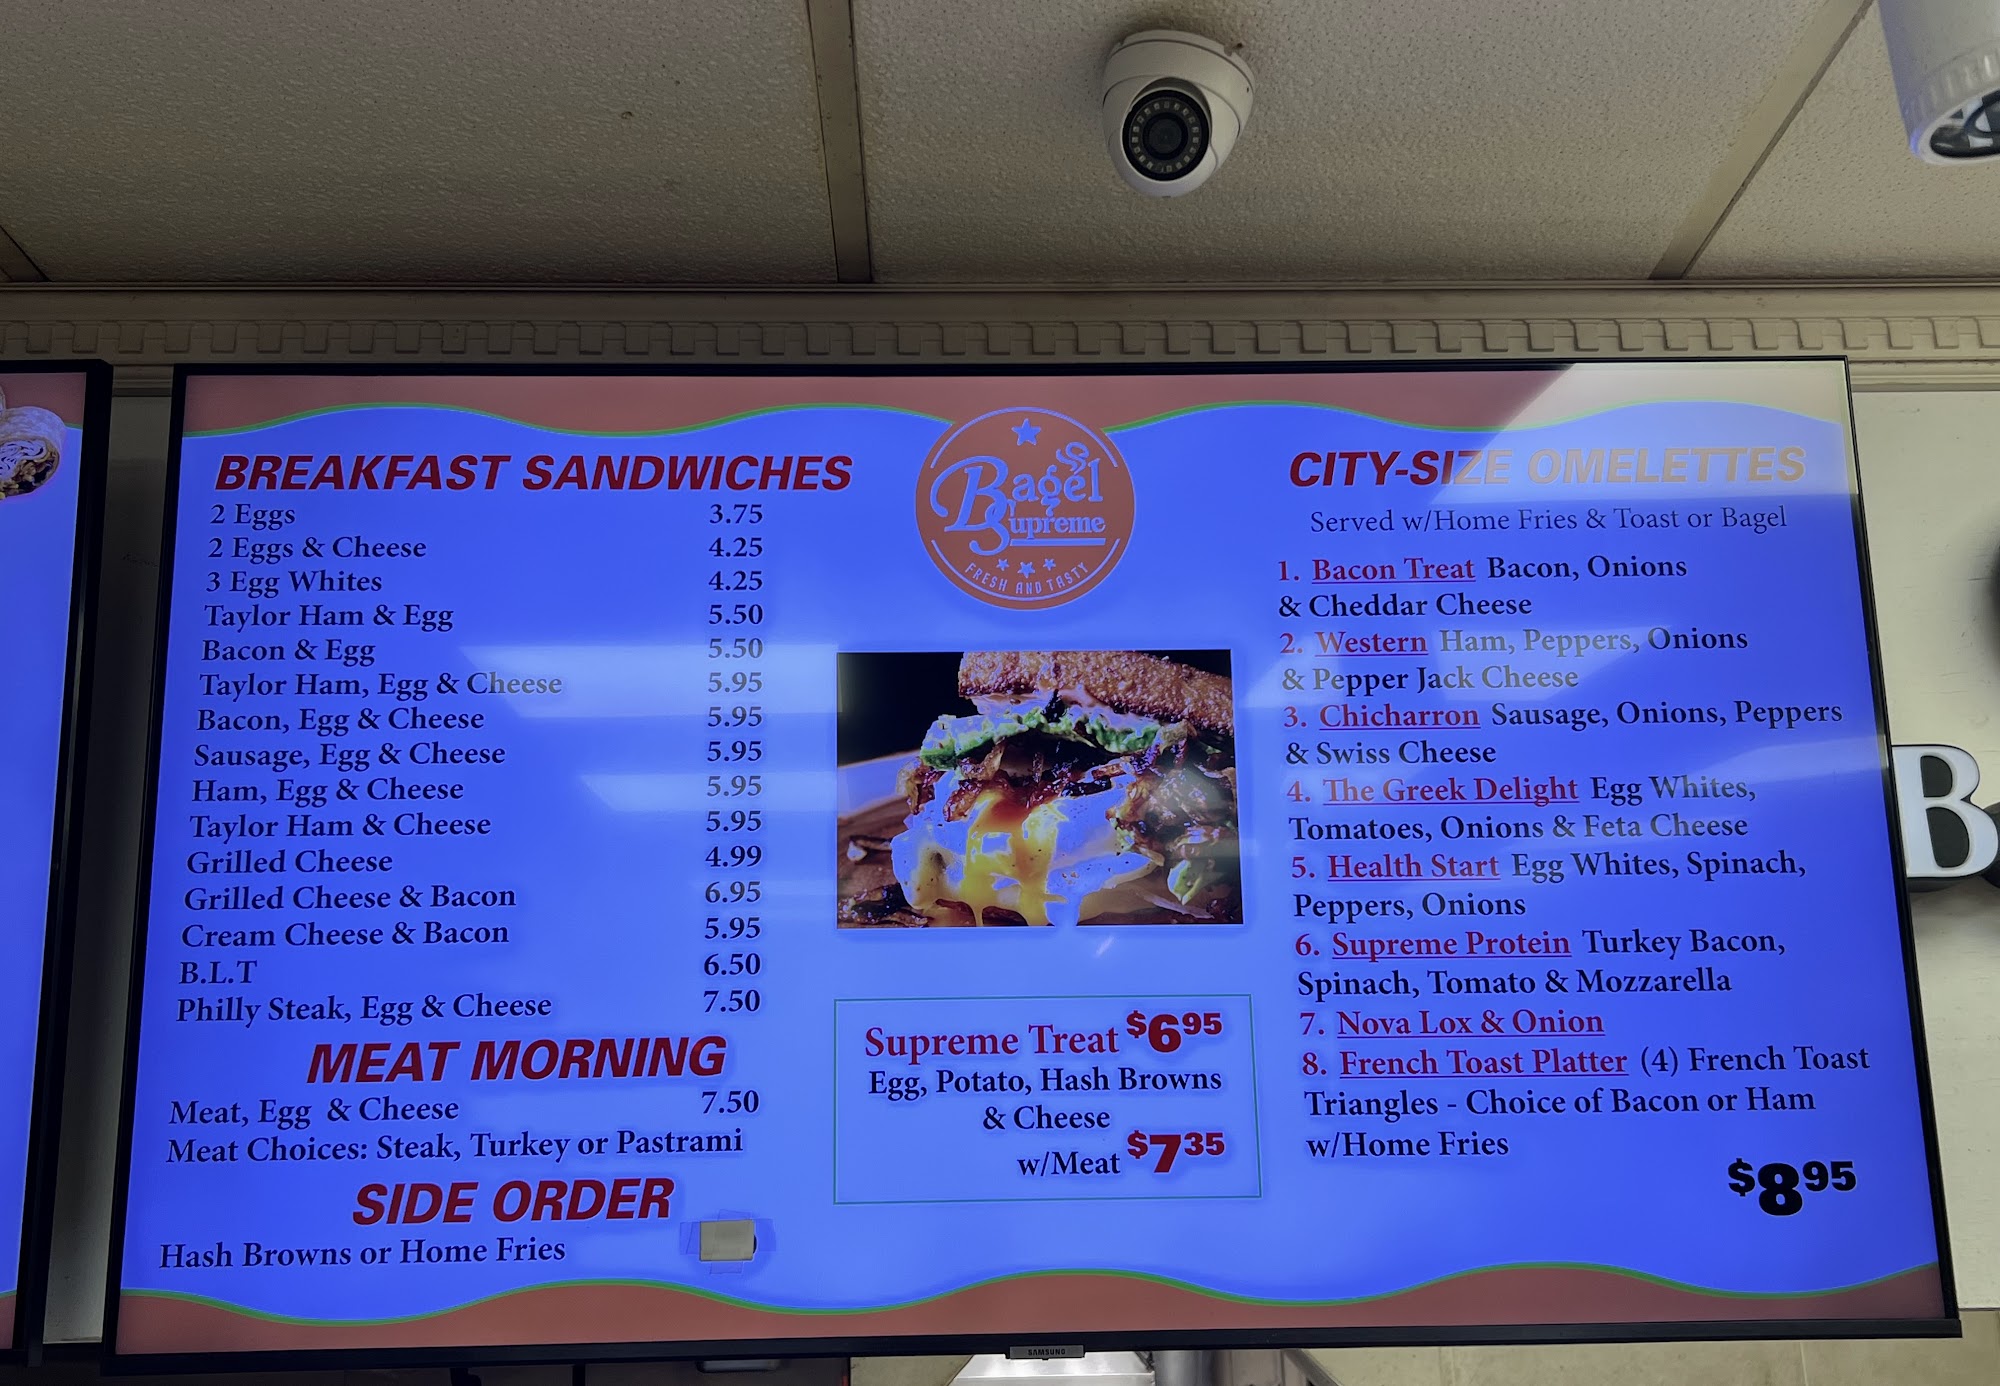 BREAKFAST SANDWICHES
2 Eggs 3.75
2 Eggs & Cheese 4.25
3 Egg Whites 4.25
Taylor Ham & Egg 5.50
Bacon & Egg 5.50
Taylor Ham, Egg & Cheese 5.95
Bacon, Egg & Cheese 5.95
Sausage, Egg & Cheese 5.95
Ham, Egg & Cheese 5.95
Taylor Ham & Cheese 5.95
Grilled Cheese 4.99
Grilled Cheese & Bacon 6.95
Cream Cheese & Bacon 5.95
B.L.T 6.50
Philly Steak, Egg & Cheese 7.50
MEAT MORNING
Meat, Egg & Cheese 7.50
Meat Choices: Steak, Turkey or Pastrami
SIDE ORDER
Hash Browns or Home Fries
Bagel
Supreme
FRESH AND TASTY
Supreme Treat $6.95
Egg, Potato, Hash Browns
& Cheese
w/Meat $7.35
CITY-SIZE OMELETTES
Served w/Home Fries & Toast or Bagel
1. Bacon Treat Bacon, Onions
& Cheddar Cheese
2. Western Ham, Peppers, Onions
& Pepper Jack Cheese
3. Chicharron Sausage, Onions, Peppers
& Swiss Cheese
4. The Greek Delight Egg Whites,
Tomatoes, Onions & Feta Cheese
5. Health Start Egg Whites, Spinach,
Peppers, Onions
6. Supreme Protein Turkey Bacon,
Spinach, Tomato & Mozzarella
7. Nova Lox & Onion
8. French Toast Platter (4) French Toast
Triangles - Choice of Bacon or Ham
w/Home Fries
$8.95
B
SAMSUNG